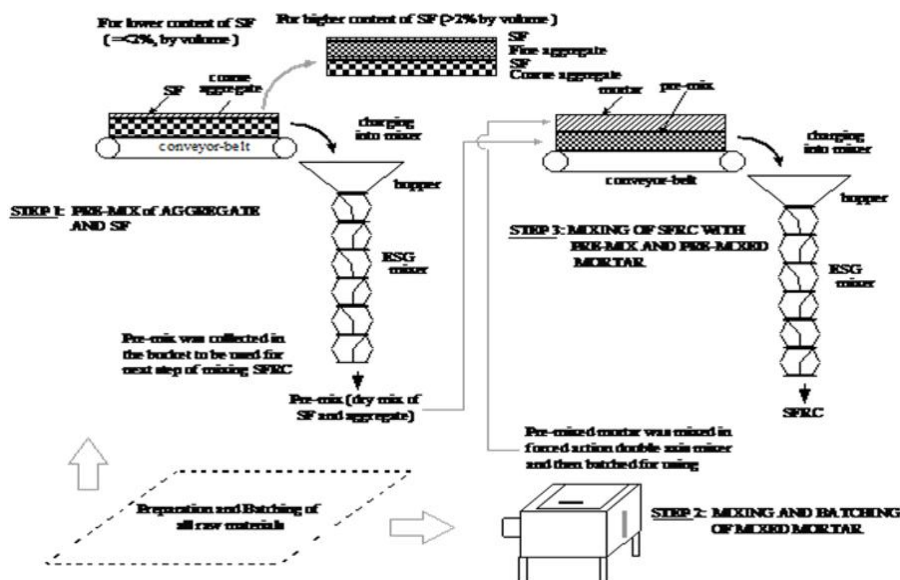 For lower content of SF
( =<2%, by volume )
For higher content of SF (>2% by volume )
SF
Fine aggregate
SF
Coarse aggregate
SF
coarse
aggregate
conveyor-belt
charging
into mixer
hopper
STEP 1: PRE-MIX of AGGREGATE
AND SF
ESG
mixer
Pre-mix was collected in
the bucket to be used for
next step of mixing SFRC
Pre-mix (dry mix of
SF and aggregate)
mortar
pre-mix
conveyor-belt
charging
into mixer
hopper
STEP 3: MIXING OF SFRC WITH
PRE-MIX AND PRE-MIXED
MORTAR
ESG
mixer
SFRC
Pre-mixed mortar was mixed in
forced action double axis mixer
and then batched for using
Preparation and Batching of
all raw materials
STEP 2: MIXING AND BATCHING
OF MIXED MORTAR